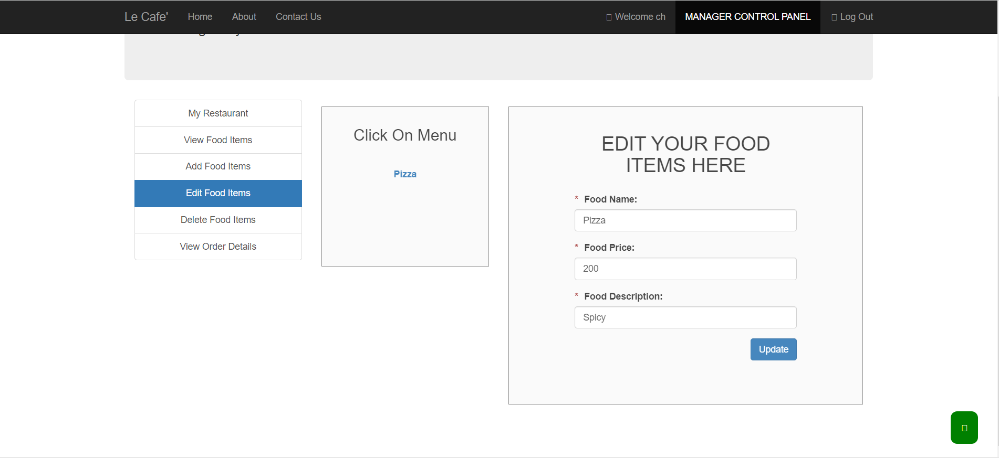 Le Cafe' Home About Contact Us Welcome ch MANAGER CONTROL PANEL Log Out
My Restaurant
View Food Items
Add Food Items
Edit Food Items
Delete Food Items
View Order Details
Click On Menu
Pizza
EDIT YOUR FOOD
ITEMS HERE
* Food Name:
Pizza
* Food Price:
200
* Food Description:
Spicy
Update